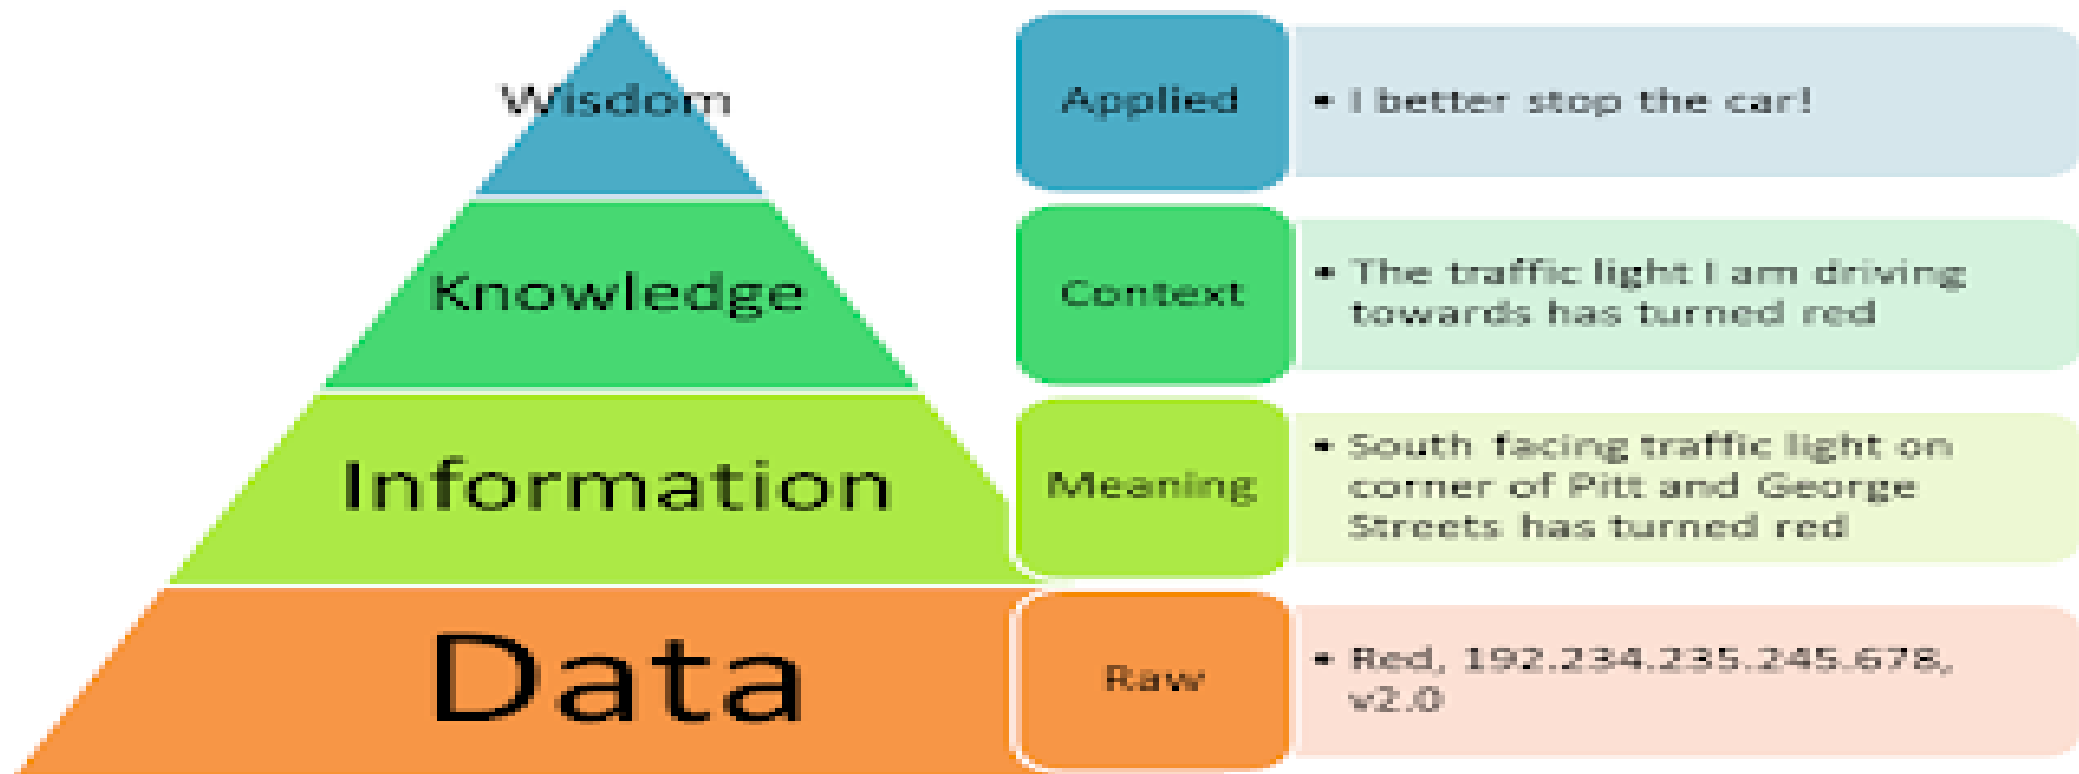 Wisdom
Applied
• I better stop the car!
Knowledge
Context
• The traffic light I am driving
towards has turned red
Information
Meaning
• South facing traffic light on
corner of Pitt and George
Streets has turned red
Data
Raw
• Red, 192.234.235.245.678,
v2.0